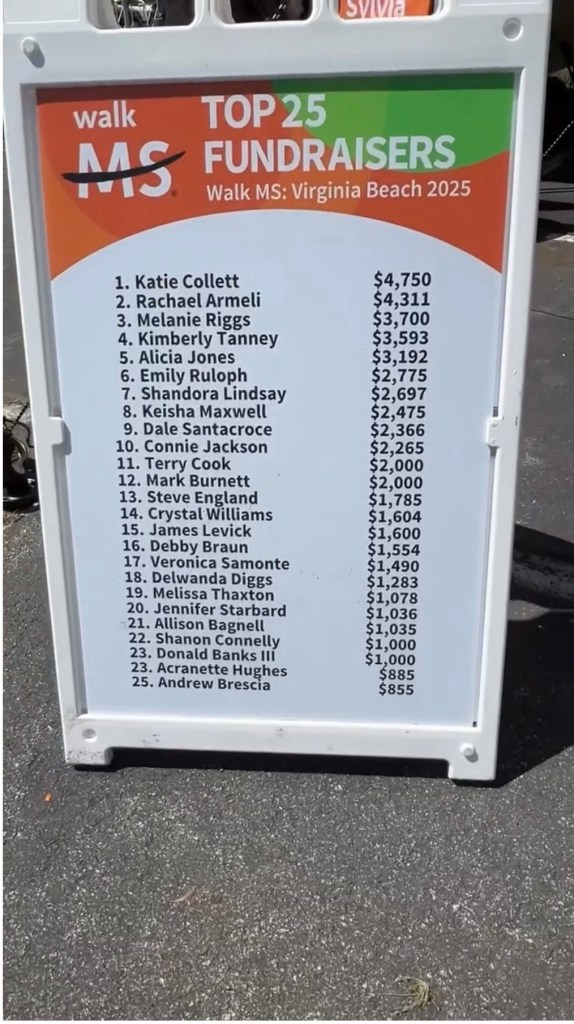 Sylvia
walk
MS
TOP 25
FUNDRAISERS
Walk MS: Virginia Beach 2025
1. Katie Collett $4,750
2. Rachael Armeli $4,311
3. Melanie Riggs $3,700
4. Kimberly Tanney $3,593
5. Alicia Jones $3,192
6. Emily Ruloph $2,775
7. Shandora Lindsay $2,697
8. Keisha Maxwell $2,475
9. Dale Santacroce $2,366
10. Connie Jackson $2,265
11. Terry Cook $2,000
12. Mark Burnett $2,000
13. Steve England $1,785
14. Crystal Williams $1,604
15. James Levick $1,600
16. Debby Braun $1,554
17. Veronica Samonte $1,490
18. Delwanda Diggs $1,283
19. Melissa Thaxton $1,078
20. Jennifer Starbard $1,036
21. Allison Bagnell $1,035
22. Shanon Connelly $1,000
23. Donald Banks III $1,000
23. Acranette Hughes $885
25. Andrew Brescia $855